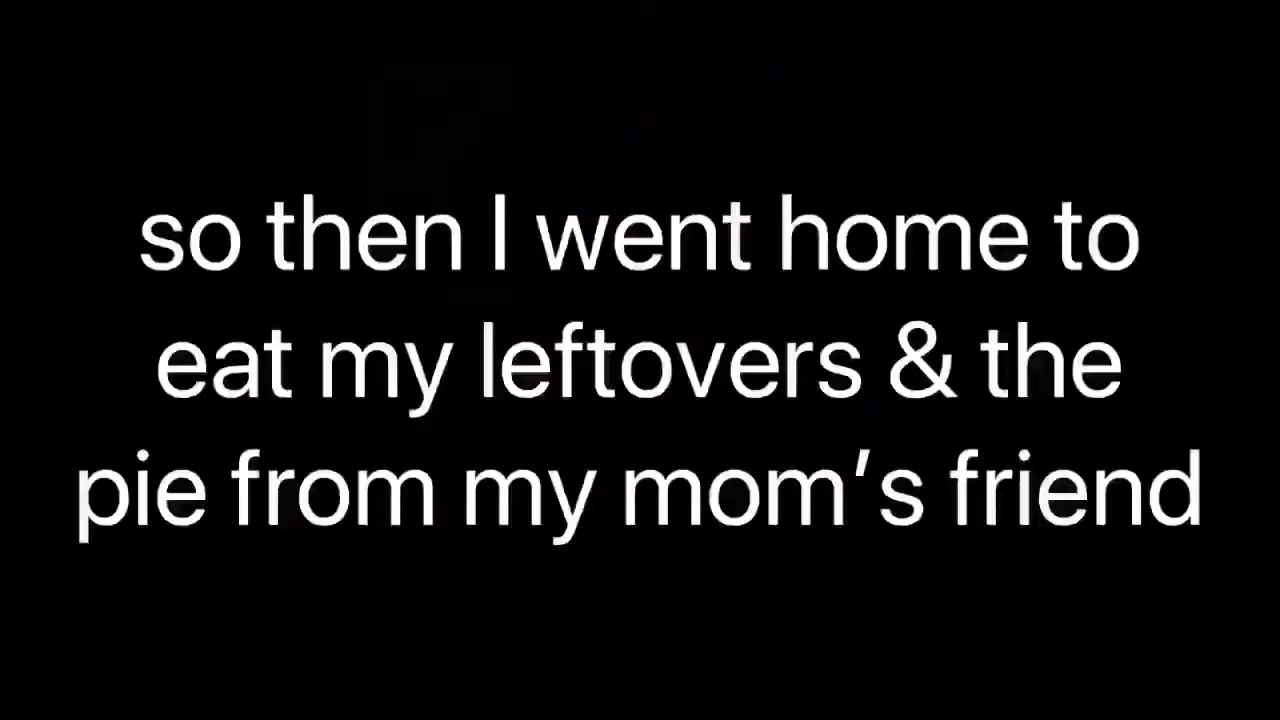 so then I went home to
eat my leftovers & the
pie from my mom's friend